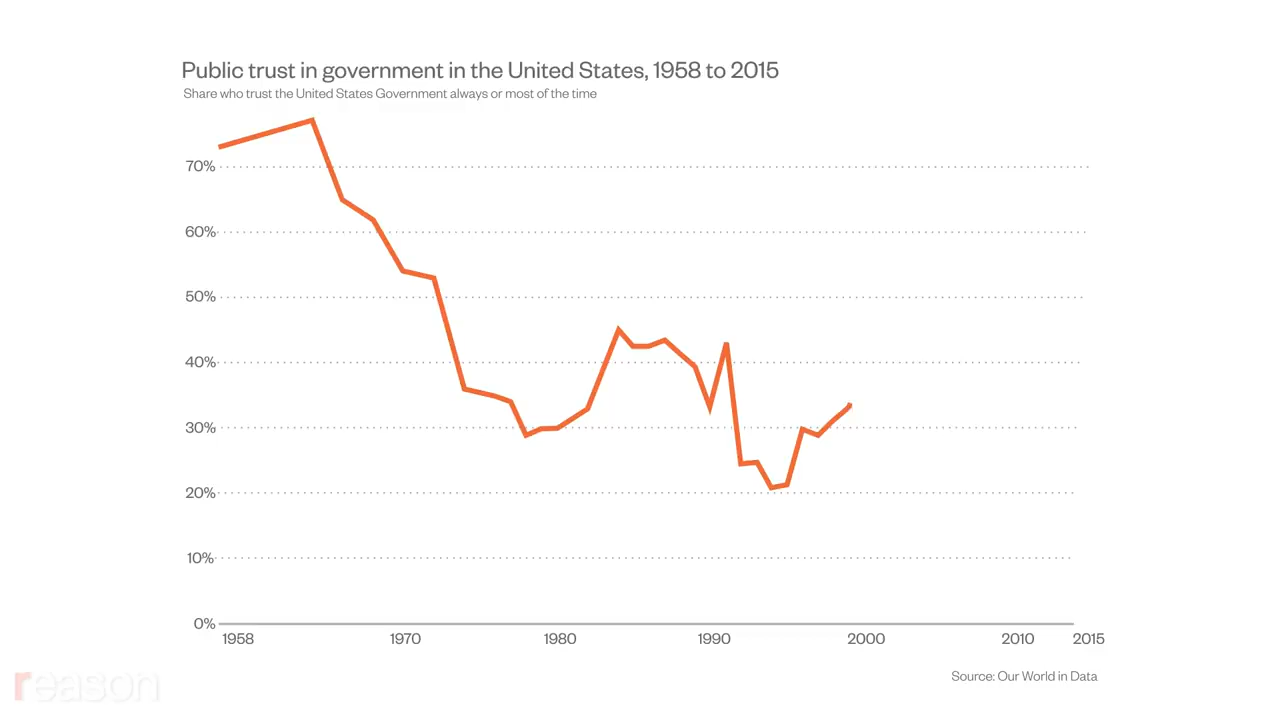 Public trust in government in the United States, 1958 to 2015
Share who trust the United States Government always or most of the time
70%
60%
50%
40%
30%
20%
10%
0%
1958 1970 1980 1990 2000 2010 2015
Source: Our World in Data
reason